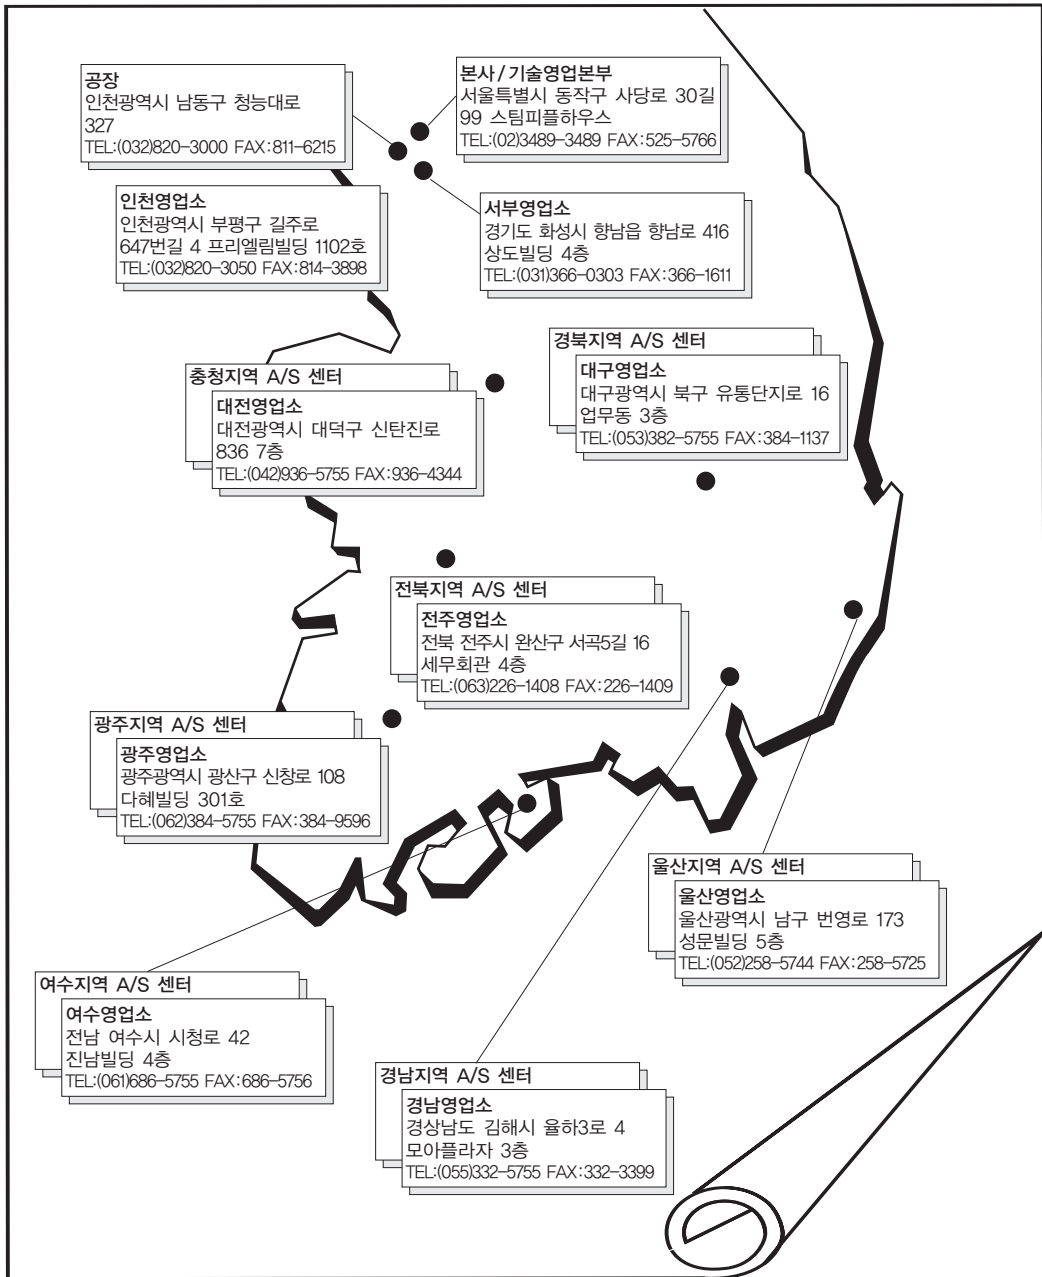 공장
인천광역시 남동구 청능대로
327
TEL:(032)820-3000 FAX:811-6215
본사/기술영업본부
서울특별시 동작구 사당로 30길
99 스팀피플하우스
TEL:(02)3489-3489 FAX:525-5766
인천영업소
인천광역시 부평구 길주로
647번길 4 프리엘림빌딩 1102호
TEL:(032)820-3050 FAX:814-3898
서부영업소
경기도 화성시 향남읍 향남로 416
상도빌딩 4층
TEL:(031)366-0303 FAX:366-1611
충청지역 A/S 센터
대전영업소
대전광역시 대덕구 신탄진로
836 7층
TEL:(042)936-5755 FAX:936-4344
경북지역 A/S 센터
대구영업소
대구광역시 북구 유통단지로 16
업무동 3층
TEL:(053)382-5755 FAX:384-1137
전북지역 A/S 센터
전주영업소
전북 전주시 완산구 서곡5길 16
세무회관 4층
TEL:(063)226-1408 FAX:226-1409
광주지역 A/S 센터
광주영업소
광주광역시 광산구 신창로 108
다혜빌딩 301호
TEL:(062)384-5755 FAX:384-9596
울산지역 A/S 센터
울산영업소
울산광역시 남구 번영로 173
성문빌딩 5층
TEL:(052)258-5744 FAX:258-5725
여수지역 A/S 센터
여수영업소
전남 여수시 시청로 42
진남빌딩 4층
TEL:(061)686-5755 FAX:686-5756
경남지역 A/S 센터
경남영업소
경상남도 김해시 율하3로 4
모아플라자 3층
TEL:(055)332-5755 FAX:332-3399